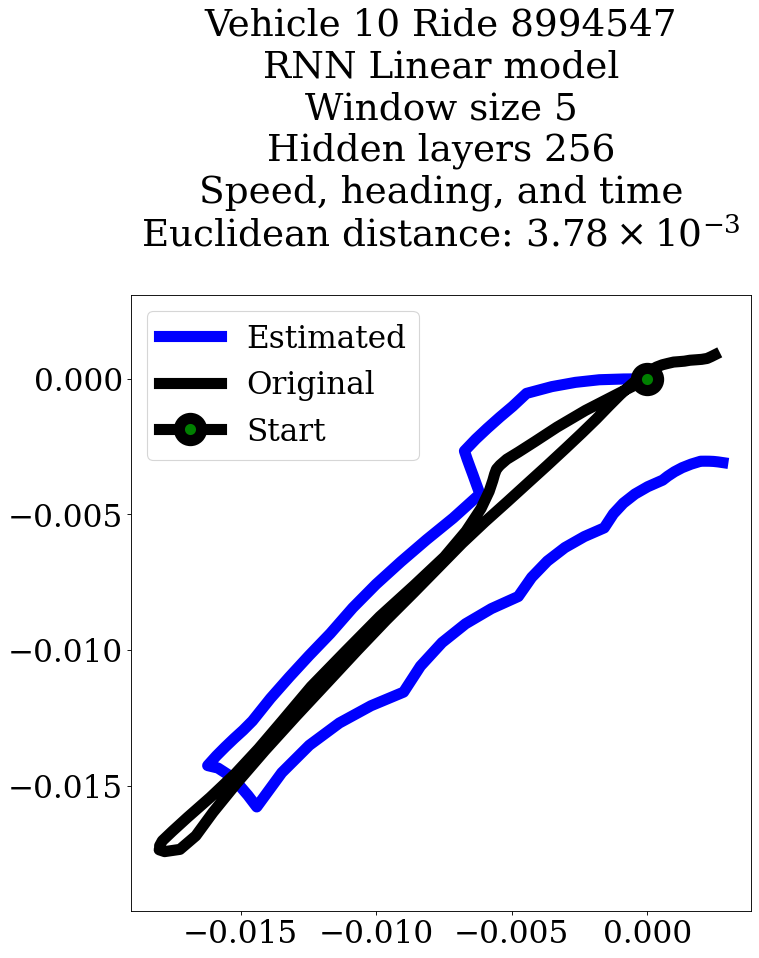 Vehicle 10 Ride 8994547
RNN Linear model
Window size 5
Hidden layers 256
Speed, heading, and time
Euclidean distance: 3.78 × 10⁻³
Estimated
Original
Start
0.000
−0.005
−0.010
−0.015
−0.015 −0.010 −0.005 0.000